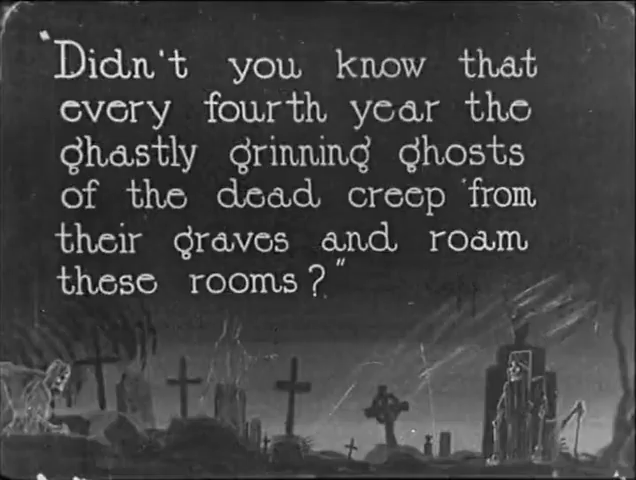 "Didn't you know that
every fourth year the
ghastly grinning ghosts
of the dead creep from
their graves and roam
these rooms?"